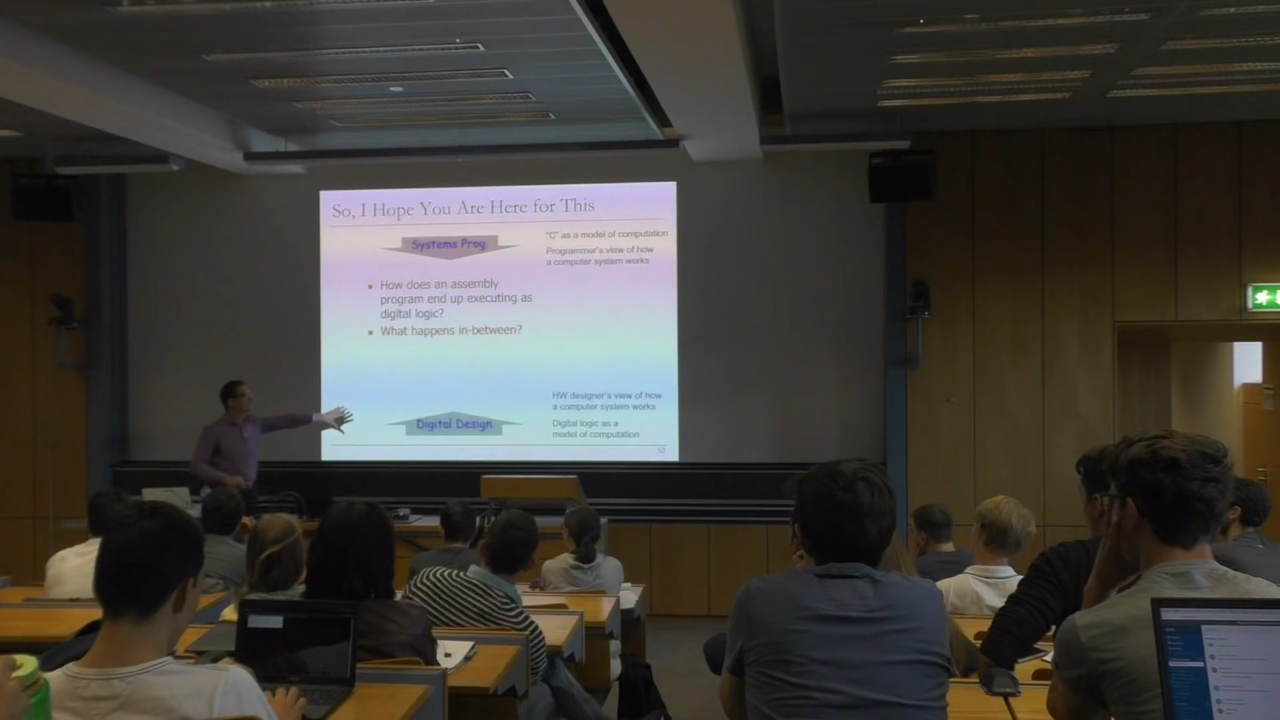 So, I Hope You Are Here for This
Systems Prog.
"C" as a model of computation
Programmer's view of how
a computer system works
How does an assembly
program end up executing as
digital logic?
What happens in-between?
HW designer's view of how
a computer system works
Digital Design
Digital logic as a
model of computation
52